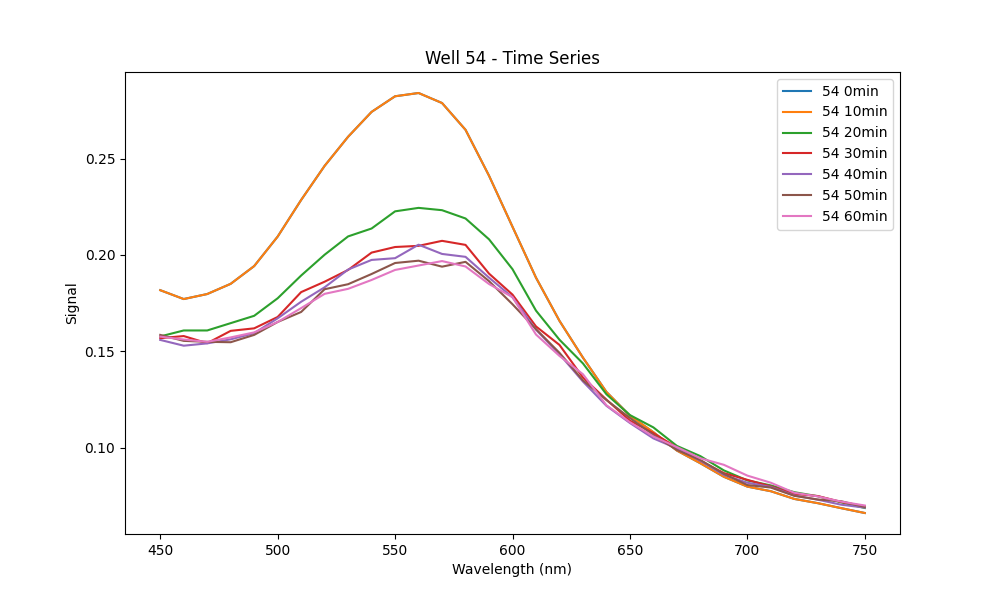 Well 54 - Time Series
54 0min
54 10min
54 20min
54 30min
54 40min
54 50min
54 60min
Signal
0.25
0.20
0.15
0.10
450 500 550 600 650 700 750
Wavelength (nm)